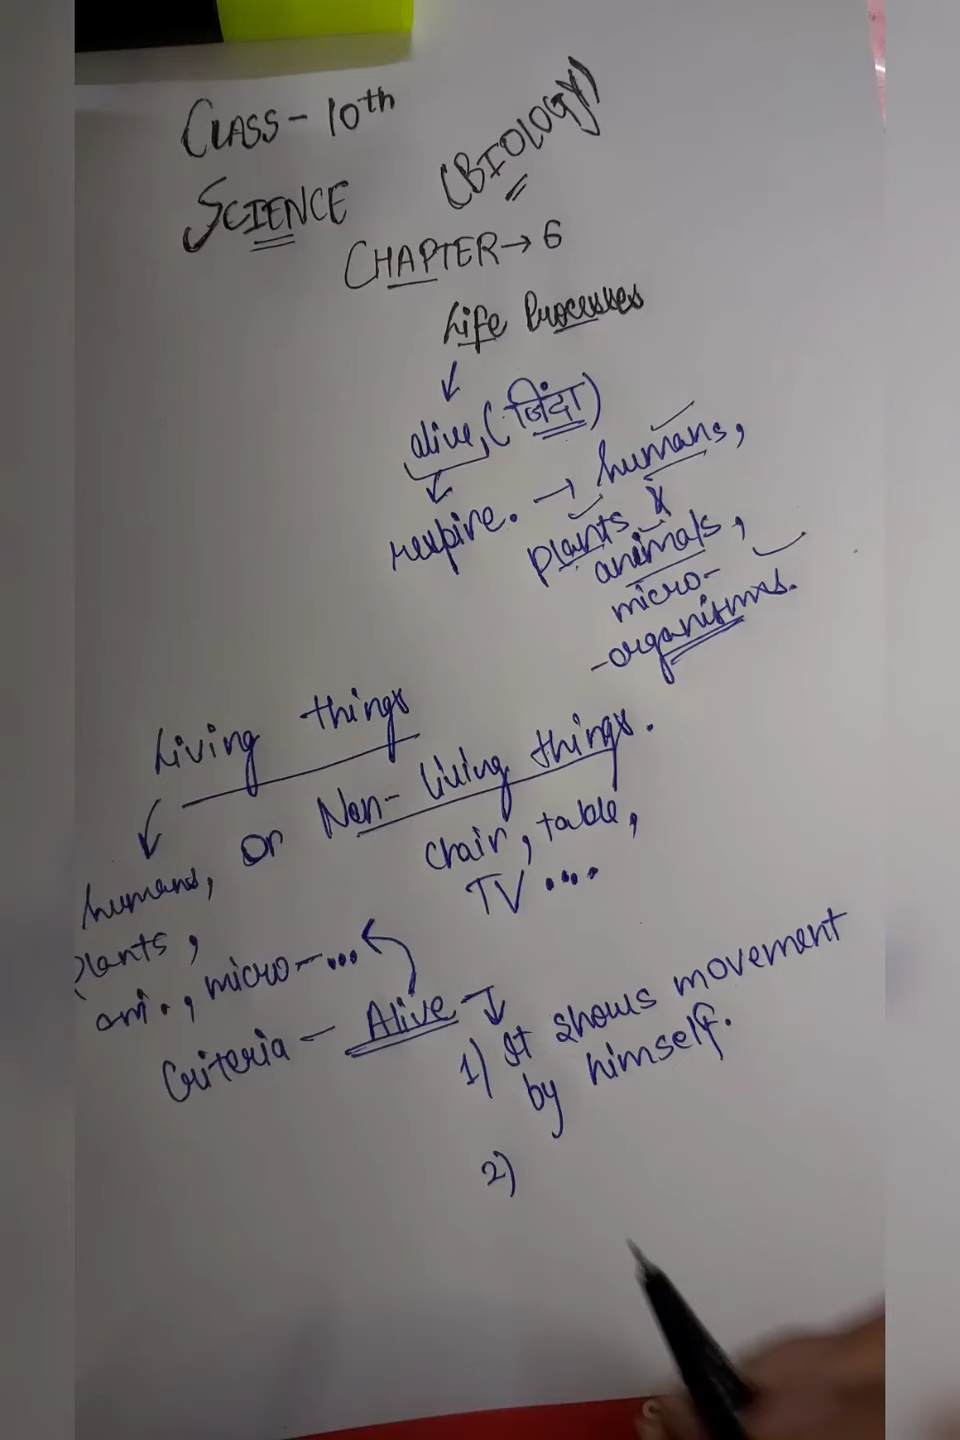 CLASS - 10th
SCIENCE (BIOLOGY)
CHAPTER → 6
Life Processes
alive, (जिंदा)
respire. → humans,
plants &
animals,
micro-
-organisms.
Living things
or Non-living things.
humans,
plants,
ani., micro-...
chair, table,
TV ....
Criteria - Alive →
1) It shows movement
by himself.
2)